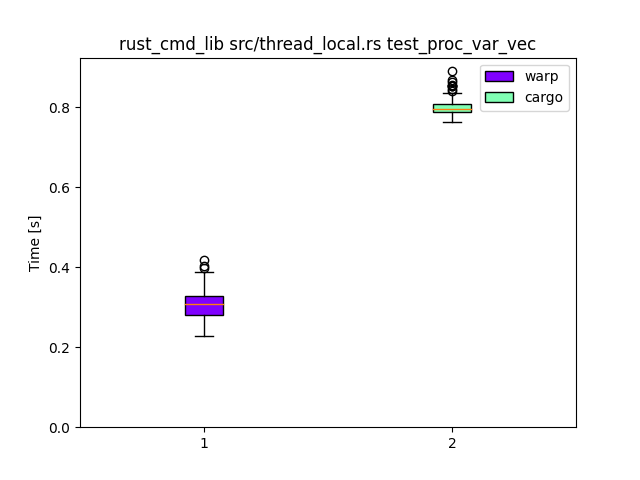 rust_cmd_lib src/thread_local.rs test_proc_var_vec
warp
cargo
Time [s]
0.8
0.6
0.4
0.2
0.0
1 2